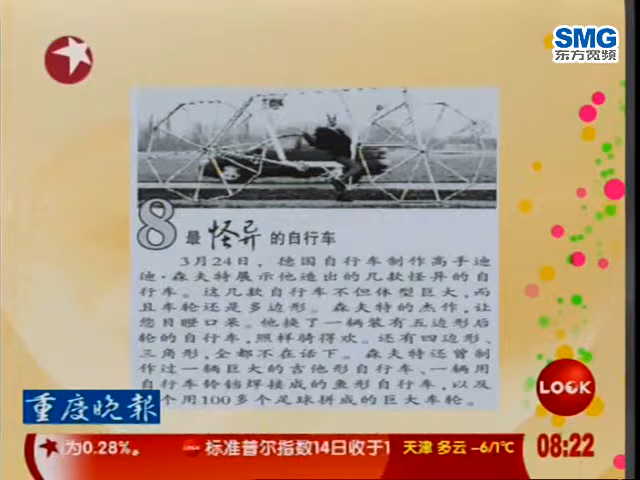 SMG
东方宽频
8 最怪异的自行车
3月24日，德国自行车制作高手迪
迪·森夫特展示他造出的几款怪异的自
行车。这几款自行车不但体型巨大，而
且车轮还是多边形。森夫特的杰作，让
您目瞪口呆。他换了一辆装有五边形后
轮的自行车，照样骑得欢。还有四边形、
三角形，全都不在话下。森夫特还曾制
作过一辆巨大的吉他形自行车、一辆用
自行车铃铛焊接成的鱼形自行车，以及
个用100多个足球拼成的巨大车轮。
重庆晚报
LOOK
为0.28%。
标准普尔指数14日收于1
天津 多云 -6/1℃
08:22